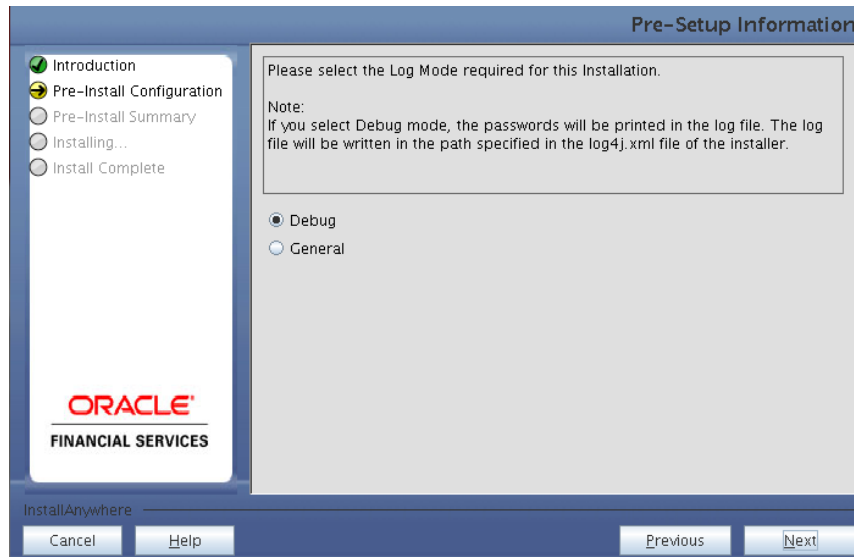 Pre-Setup Information
Introduction
Pre-Install Configuration
Pre-Install Summary
Installing...
Install Complete
ORACLE'
FINANCIAL SERVICES
Please select the Log Mode required for this Installation.
Note:
If you select Debug mode, the passwords will be printed in the log file. The log
file will be written in the path specified in the log4j.xml file of the installer.
Debug
General
InstallAnywhere
Cancel
Help
Previous
Next